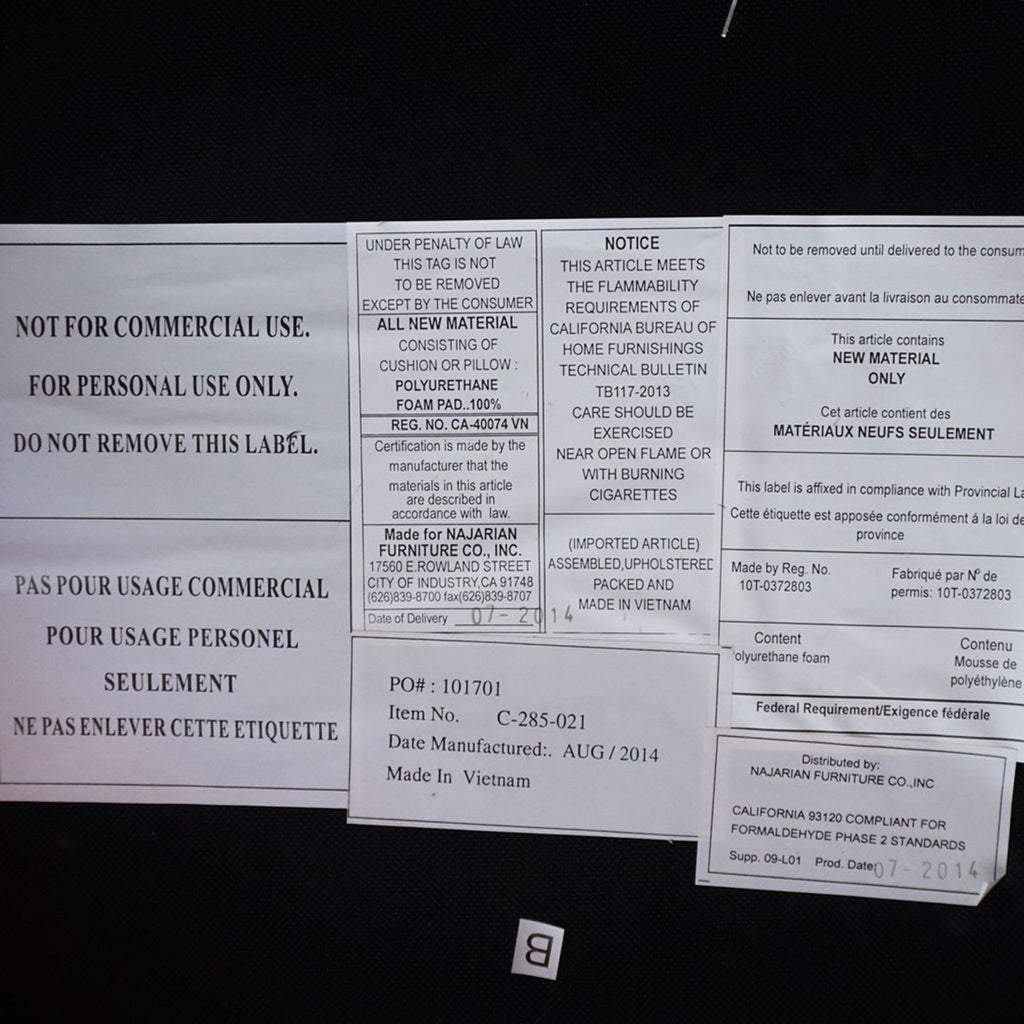 NOT FOR COMMERCIAL USE.
FOR PERSONAL USE ONLY.
DO NOT REMOVE THIS LABEL.
PAS POUR USAGE COMMERCIAL
POUR USAGE PERSONEL
SEULEMENT
NE PAS ENLEVER CETTE ETIQUETTE
UNDER PENALTY OF LAW
THIS TAG IS NOT
TO BE REMOVED
EXCEPT BY THE CONSUMER
ALL NEW MATERIAL
CONSISTING OF
CUSHION OR PILLOW :
POLYURETHANE
FOAM PAD..100%
REG. NO. CA-40074 VN
Certification is made by the
manufacturer that the
materials in this article
are described in
accordance with law.
Made for NAJARIAN
FURNITURE CO., INC.
17560 E.ROWLAND STREET
CITY OF INDUSTRY,CA 91748
(626)839-8700 fax(626)839-8707
Date of Delivery 07-2014
NOTICE
THIS ARTICLE MEETS
THE FLAMMABILITY
REQUIREMENTS OF
CALIFORNIA BUREAU OF
HOME FURNISHINGS
TECHNICAL BULLETIN
TB117-2013
CARE SHOULD BE
EXERCISED
NEAR OPEN FLAME OR
WITH BURNING
CIGARETTES
(IMPORTED ARTICLE)
ASSEMBLED,UPHOLSTERED
PACKED AND
MADE IN VIETNAM
Not to be removed until delivered to the consum
Ne pas enlever avant la livraison au consommate
This article contains
NEW MATERIAL
ONLY
Cet article contient des
MATÉRIAUX NEUFS SEULEMENT
This label is affixed in compliance with Provincial La
Cette étiquette est apposée conformément á la loi de
province
Made by Reg. No.
10T-0372803
Fabriqué par Nº de
permis: 10T-0372803
Content
olyurethane foam
Contenu
Mousse de
polyéthylène
Federal Requirement/Exigence fédérale
PO# : 101701
Item No. C-285-021
Date Manufactured:. AUG / 2014
Made In Vietnam
Distributed by:
NAJARIAN FURNITURE CO.,INC
CALIFORNIA 93120 COMPLIANT FOR
FORMALDEHYDE PHASE 2 STANDARDS
Supp. 09-L01 Prod. Date: 07-2014
B